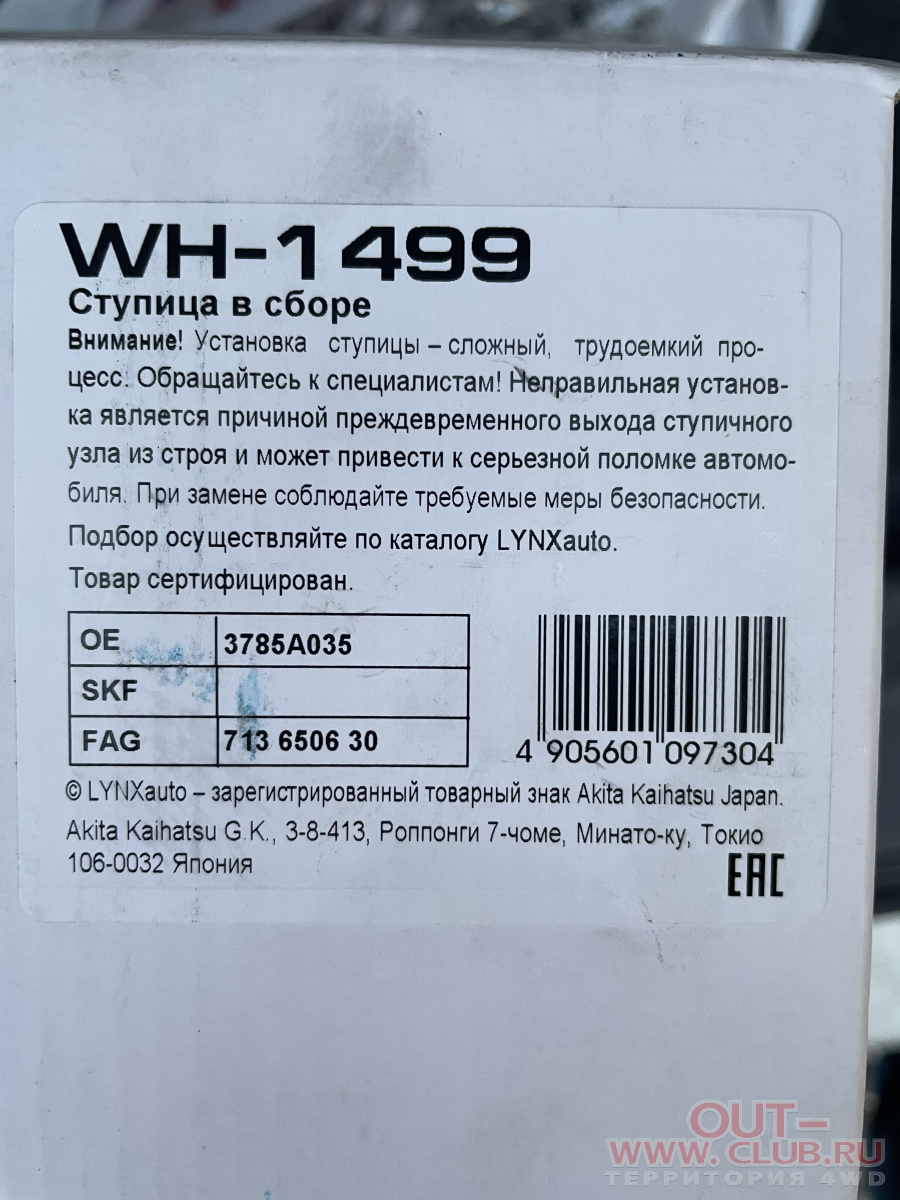 WH-1499
Ступица в сборе
Внимание! Установка ступицы – сложный, трудоемкий про-
цесс. Обращайтесь к специалистам! Неправильная установ-
ка является причиной преждевременного выхода ступичного
узла из строя и может привести к серьезной поломке автомо-
биля. При замене соблюдайте требуемые меры безопасности.
Подбор осуществляйте по каталогу LYNXauto.
Товар сертифицирован.
OE 3785A035
SKF
FAG 713 6506 30
4 905601 097304
© LYNXauto – зарегистрированный товарный знак Akita Kaihatsu Japan.
Akita Kaihatsu G.K., 3-8-413, Роппонги 7-чоме, Минато-ку, Токио
106-0032 Япония
EAC
OUT-
WWW.CLUB.RU
ТЕРРИТОРИЯ 4WD